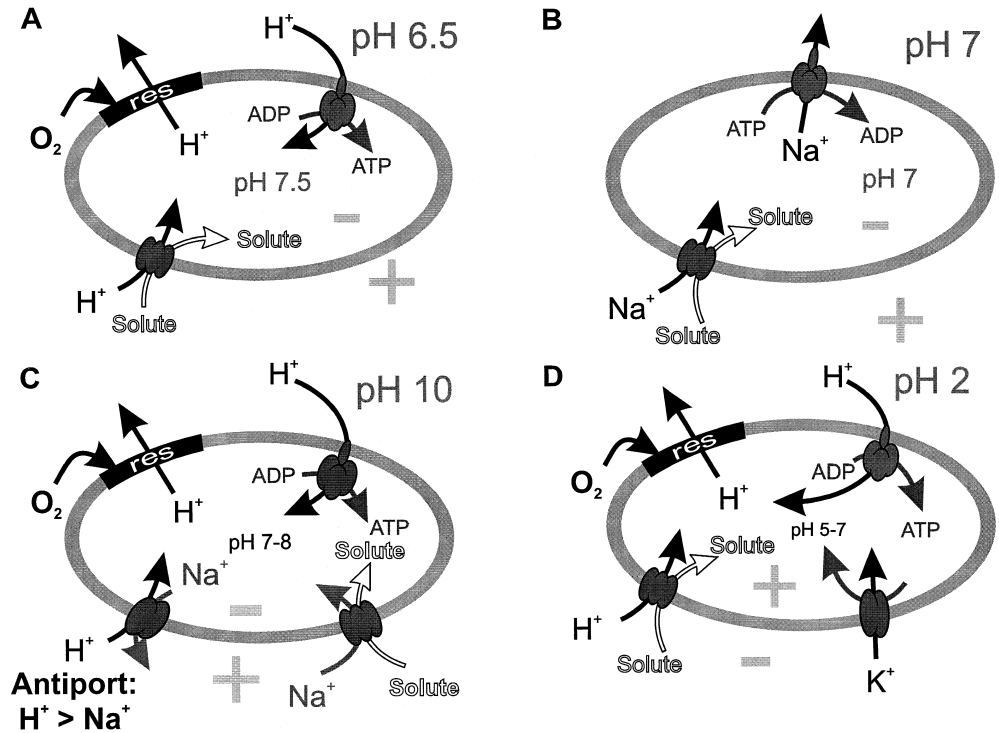 A
H⁺
pH 6.5
res
O₂
H⁺
ADP
ATP
pH 7.5
−
Solute
H⁺
Solute
+
B
pH 7
ATP
ADP
Na⁺
pH 7
−
Solute
Na⁺
Solute
+
C
H⁺
pH 10
res
O₂
H⁺
ADP
ATP
pH 7-8
Solute
Na⁺
−
H⁺
+
Na⁺
Solute
Antiport:
H⁺ > Na⁺
D
H⁺
pH 2
res
O₂
H⁺
ADP
ATP
pH 5-7
Solute
+
H⁺
Solute
−
K⁺